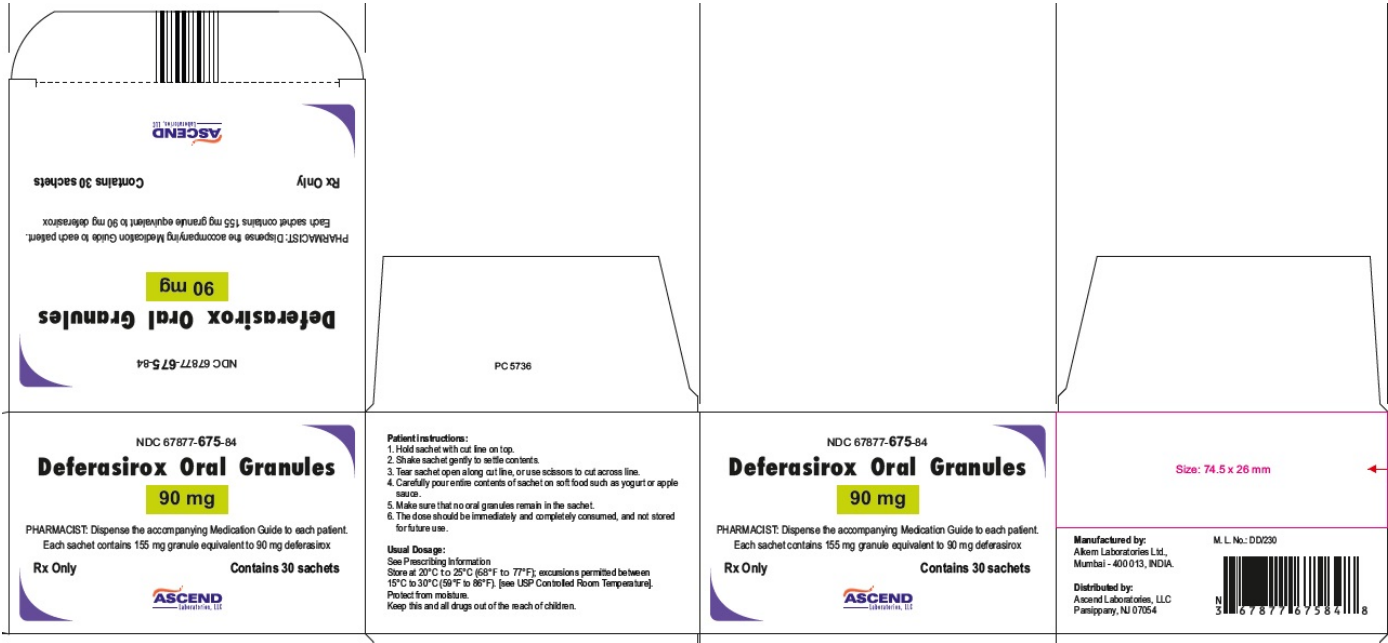 ASCEND
Laboratories, LLC
Rx Only
Contains 30 sachets
PHARMACIST: Dispense the accompanying Medication Guide to each patient.
Each sachet contains 155 mg granule equivalent to 90 mg deferasirox
90 mg
Deferasirox Oral Granules
NDC 67877-675-84
PC 5736
NDC 67877-675-84
Deferasirox Oral Granules
90 mg
PHARMACIST: Dispense the accompanying Medication Guide to each patient.
Each sachet contains 155 mg granule equivalent to 90 mg deferasirox
Rx Only
Contains 30 sachets
ASCEND
Laboratories, LLC
Patient instructions:
1. Hold sachet with cut line on top.
2. Shake sachet gently to settle contents.
3. Tear sachet open along cut line, or use scissors to cut across line.
4. Carefully pour entire contents of sachet on soft food such as yogurt or apple
sauce.
5. Make sure that no oral granules remain in the sachet.
6. The dose should be immediately and completely consumed, and not stored
for future use.
Usual Dosage:
See Prescribing Information
Store at 20°C to 25°C (68°F to 77°F); excursions permitted between
15°C to 30°C (59°F to 86°F). [see USP Controlled Room Temperature].
Protect from moisture.
Keep this and all drugs out of the reach of children.
NDC 67877-675-84
Deferasirox Oral Granules
90 mg
PHARMACIST: Dispense the accompanying Medication Guide to each patient.
Each sachet contains 155 mg granule equivalent to 90 mg deferasirox
Rx Only
Contains 30 sachets
ASCEND
Laboratories, LLC
Size: 74.5 x 26 mm
Manufactured by:
Alkem Laboratories Ltd.,
Mumbai - 400 013, INDIA.
Distributed by:
Ascend Laboratories, LLC
Parsippany, NJ 07054
M. L. No.: DD/230
N
3 67877 67584 8